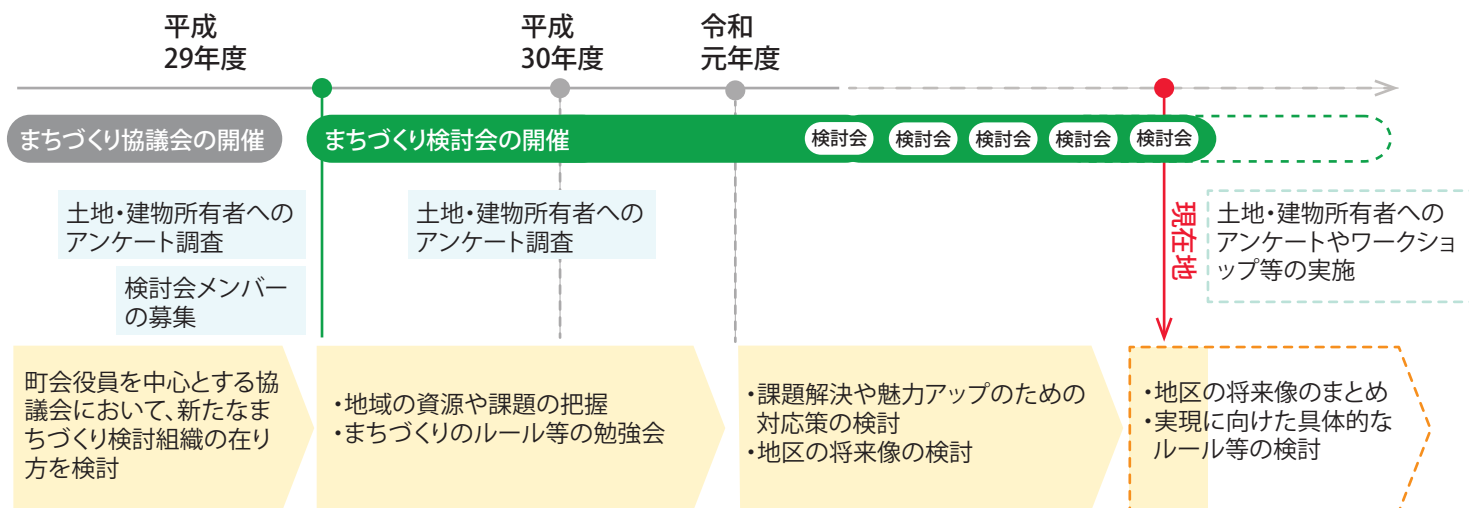 平成
29年度
平成
30年度
令和
元年度
まちづくり協議会の開催
まちづくり検討会の開催
検討会
検討会
検討会
検討会
検討会
土地・建物所有者への
アンケート調査
検討会メンバー
の募集
土地・建物所有者への
アンケート調査
現在地
土地・建物所有者への
アンケートやワークショ
ップ等の実施
町会役員を中心とする協
議会において、新たなま
ちづくり検討組織の在り
方を検討
・地域の資源や課題の把握
・まちづくりのルール等の勉強会
・課題解決や魅力アップのための
対応策の検討
・地区の将来像の検討
・地区の将来像のまとめ
・実現に向けた具体的な
ルール等の検討